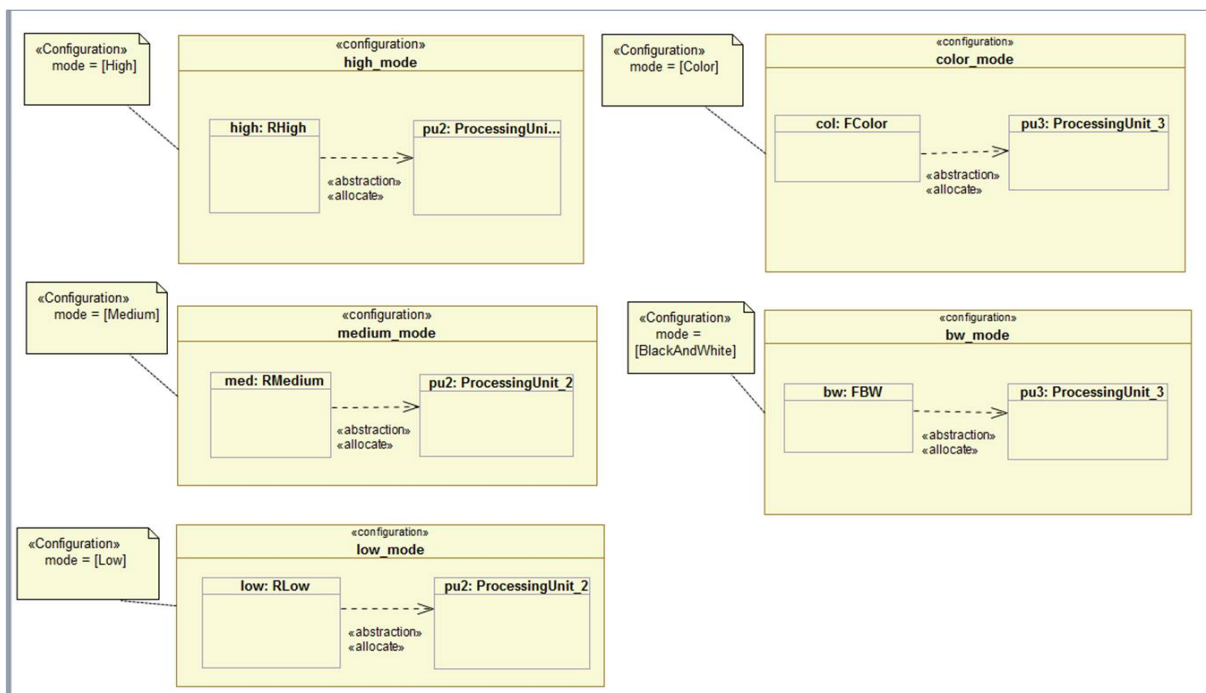 «Configuration»
mode = [High]
«configuration»
high_mode
high: RHigh
pu2: ProcessingUni...
«abstraction»
«allocate»
«Configuration»
mode = [Color]
«configuration»
color_mode
col: FColor
pu3: ProcessingUnit_3
«abstraction»
«allocate»
«Configuration»
mode = [Medium]
«configuration»
medium_mode
med: RMedium
pu2: ProcessingUnit_2
«abstraction»
«allocate»
«Configuration»
mode =
[BlackAndWhite]
«configuration»
bw_mode
bw: FBW
pu3: ProcessingUnit_3
«abstraction»
«allocate»
«Configuration»
mode = [Low]
«configuration»
low_mode
low: RLow
pu2: ProcessingUnit_2
«abstraction»
«allocate»